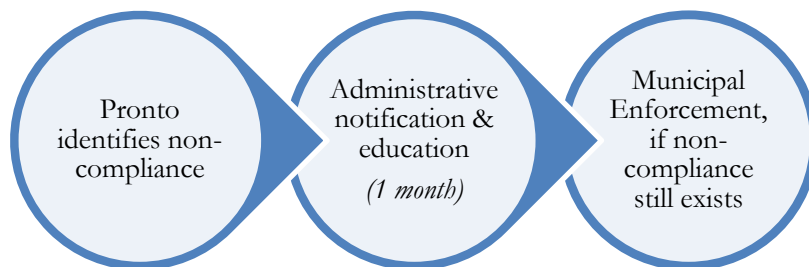 Pronto
identifies non-
compliance
Administrative
notification &
education
(1 month)
Municipal
Enforcement,
if non-
compliance
still exists